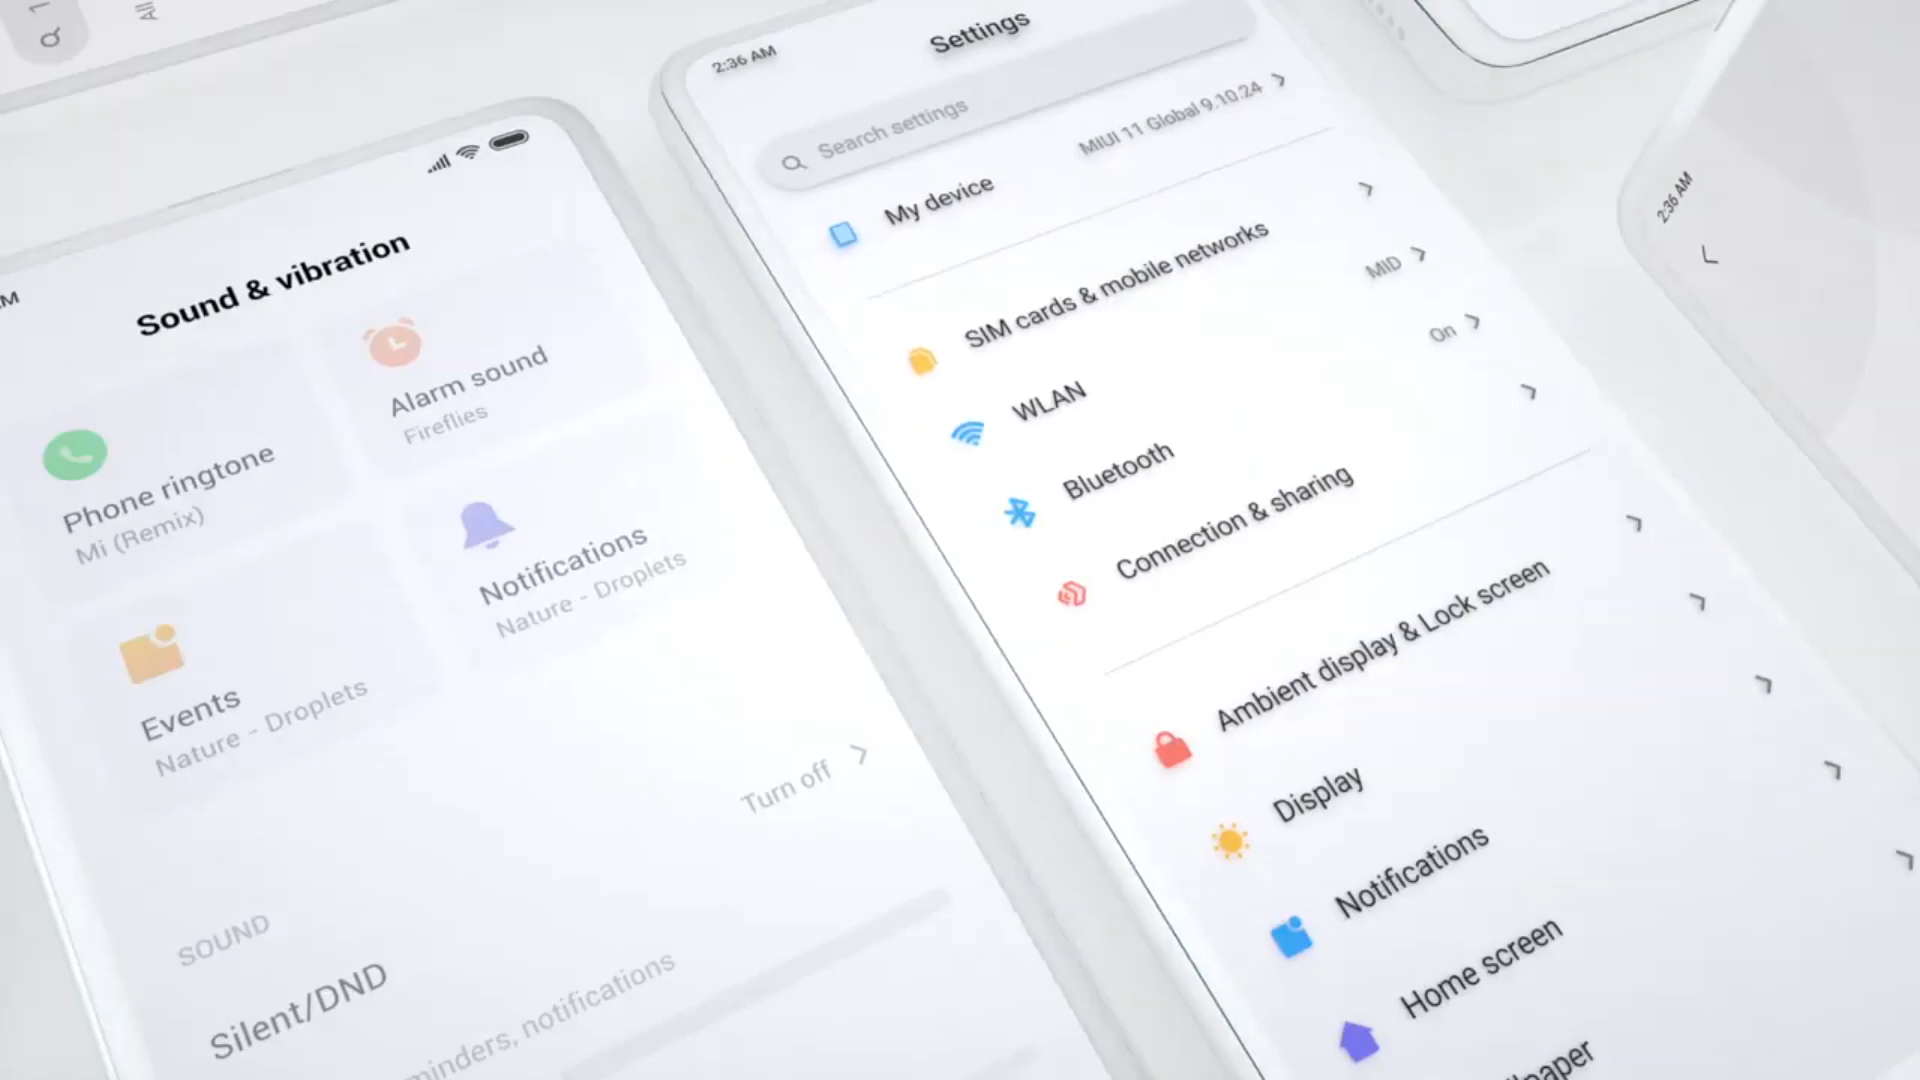 All
Sound & vibration
Phone ringtone
Mi (Remix)
Alarm sound
Fireflies
Events
Nature - Droplets
Notifications
Nature - Droplets
Turn off
SOUND
Silent/DND
notifications
2:36 AM
Settings
Search settings
My device
MIUI 11 Global 9.10.24
SIM cards & mobile networks
WLAN
MID
Bluetooth
On
Connection & sharing
Ambient display & Lock screen
Display
Notifications
Home screen
2:36 AM